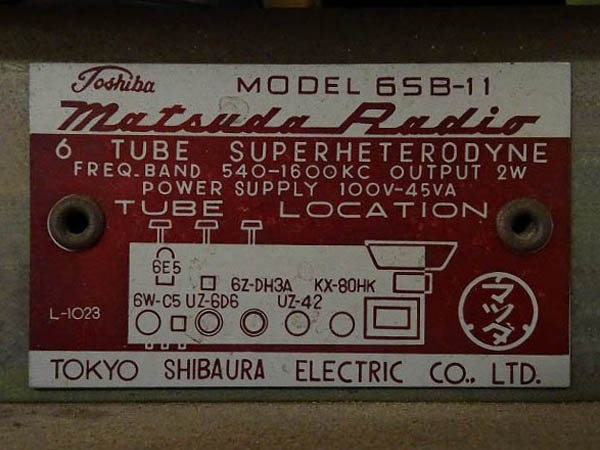 Toshiba MODEL 6SB-11
Matsuda Radio
6 TUBE SUPERHETERODYNE
FREQ. BAND 540-1600KC OUTPUT 2W
POWER SUPPLY 100V-45VA
TUBE LOCATION
6E5
6Z-DH3A KX-80HK
6W-C5 UZ-6D6 UZ-42
L-1023
マツダ
TOKYO SHIBAURA ELECTRIC CO., LTD.